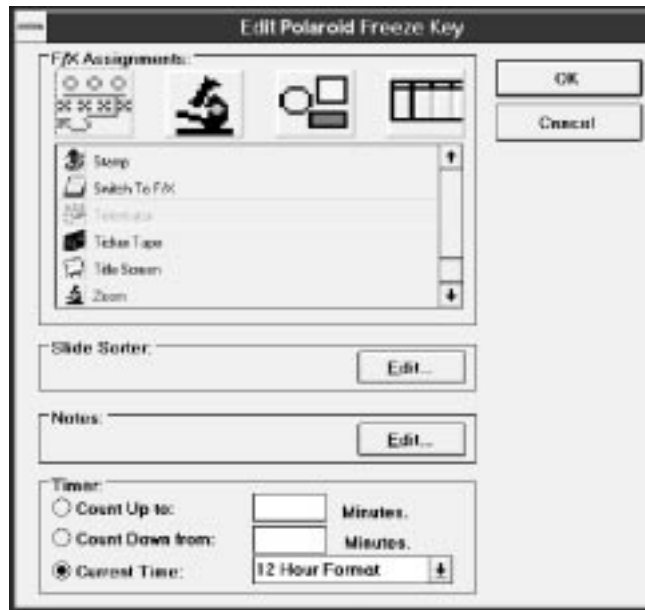 Edit Polaroid Freeze Key
F/X Assignments:
OK
Cancel
Stamp
Switch To F/X
Ticker Tape
Title Screen
Zoom
Slide Sorter:
Edit...
Notes:
Edit...
Timer:
Count Up to: Minutes.
Count Down from: Minutes.
Current Time: 12 Hour Format